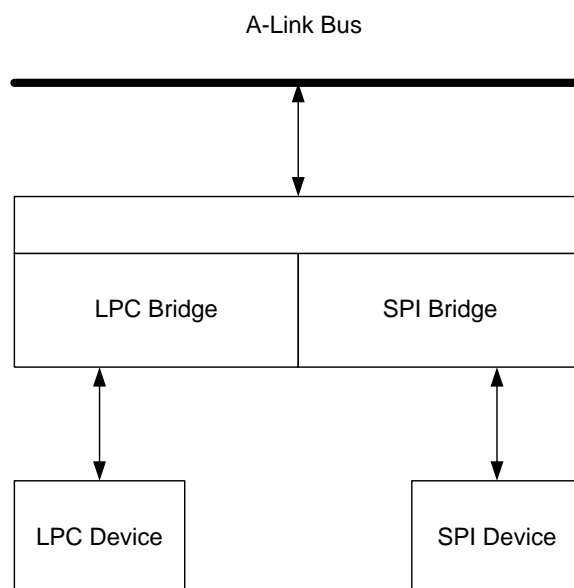 A-Link Bus
LPC Bridge
SPI Bridge
LPC Device
SPI Device